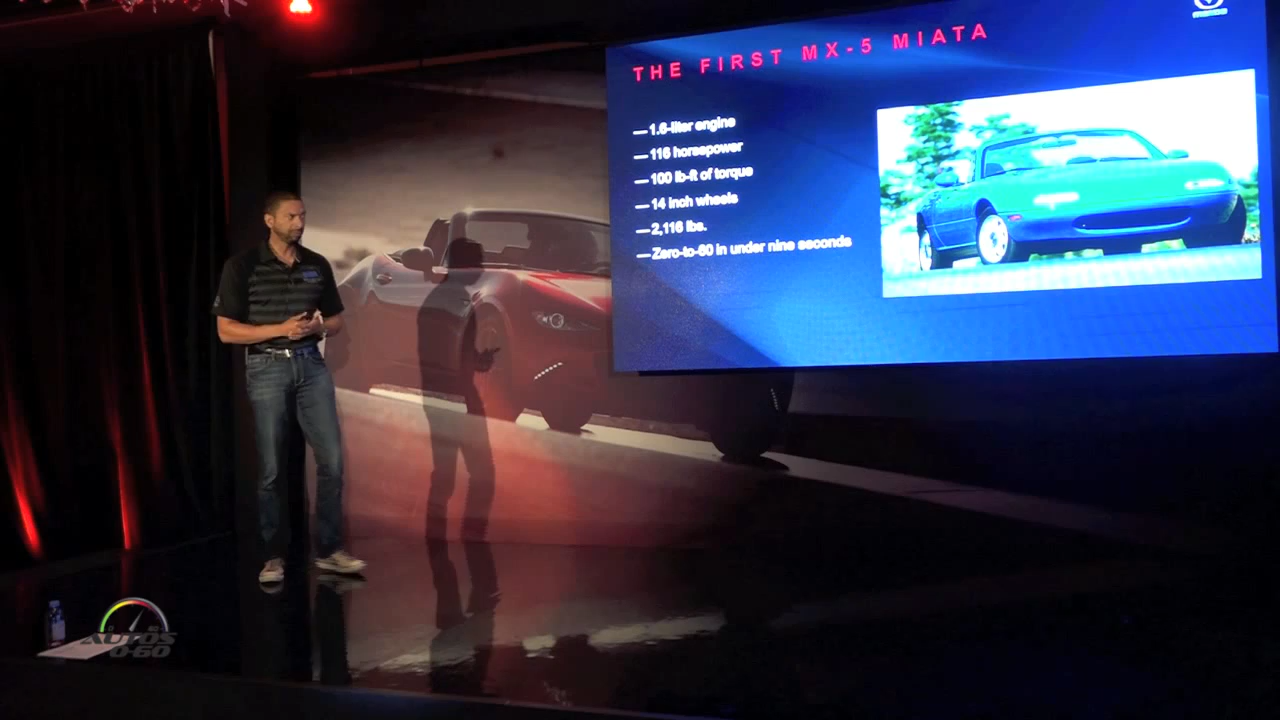 THE FIRST MX-5 MIATA
— 1.6-liter engine
— 116 horsepower
— 100 lb-ft of torque
— 14 inch wheels
— 2,116 lbs.
— Zero-to-60 in under nine seconds
AUTOS
0-60